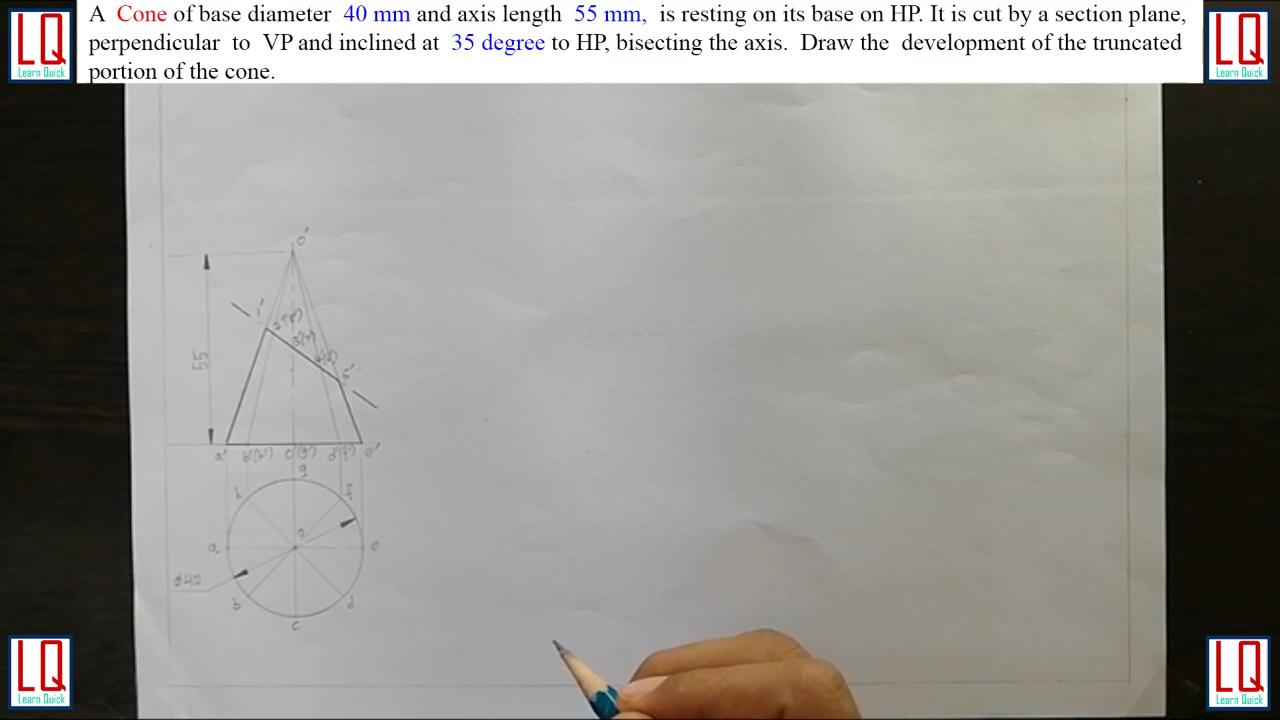 A Cone of base diameter 40 mm and axis length 55 mm, is resting on its base on HP. It is cut by a section plane,
perpendicular to VP and inclined at 35 degree to HP, bisecting the axis. Draw the development of the truncated
portion of the cone.
LQ
Learn Quick
LQ
Learn Quick
o'
1'
5'
55
a' b'(h') c'(g') d'(f') e'
g
h f
a o e
ø40
b d
c
LQ
Learn Quick
LQ
Learn Quick